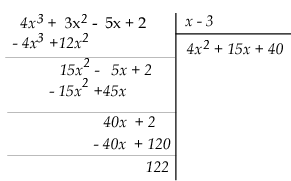 4x³ + 3x² - 5x + 2 x - 3
- 4x³ +12x² 4x² + 15x + 40
15x² - 5x + 2
- 15x² +45x
40x + 2
- 40x + 120
122